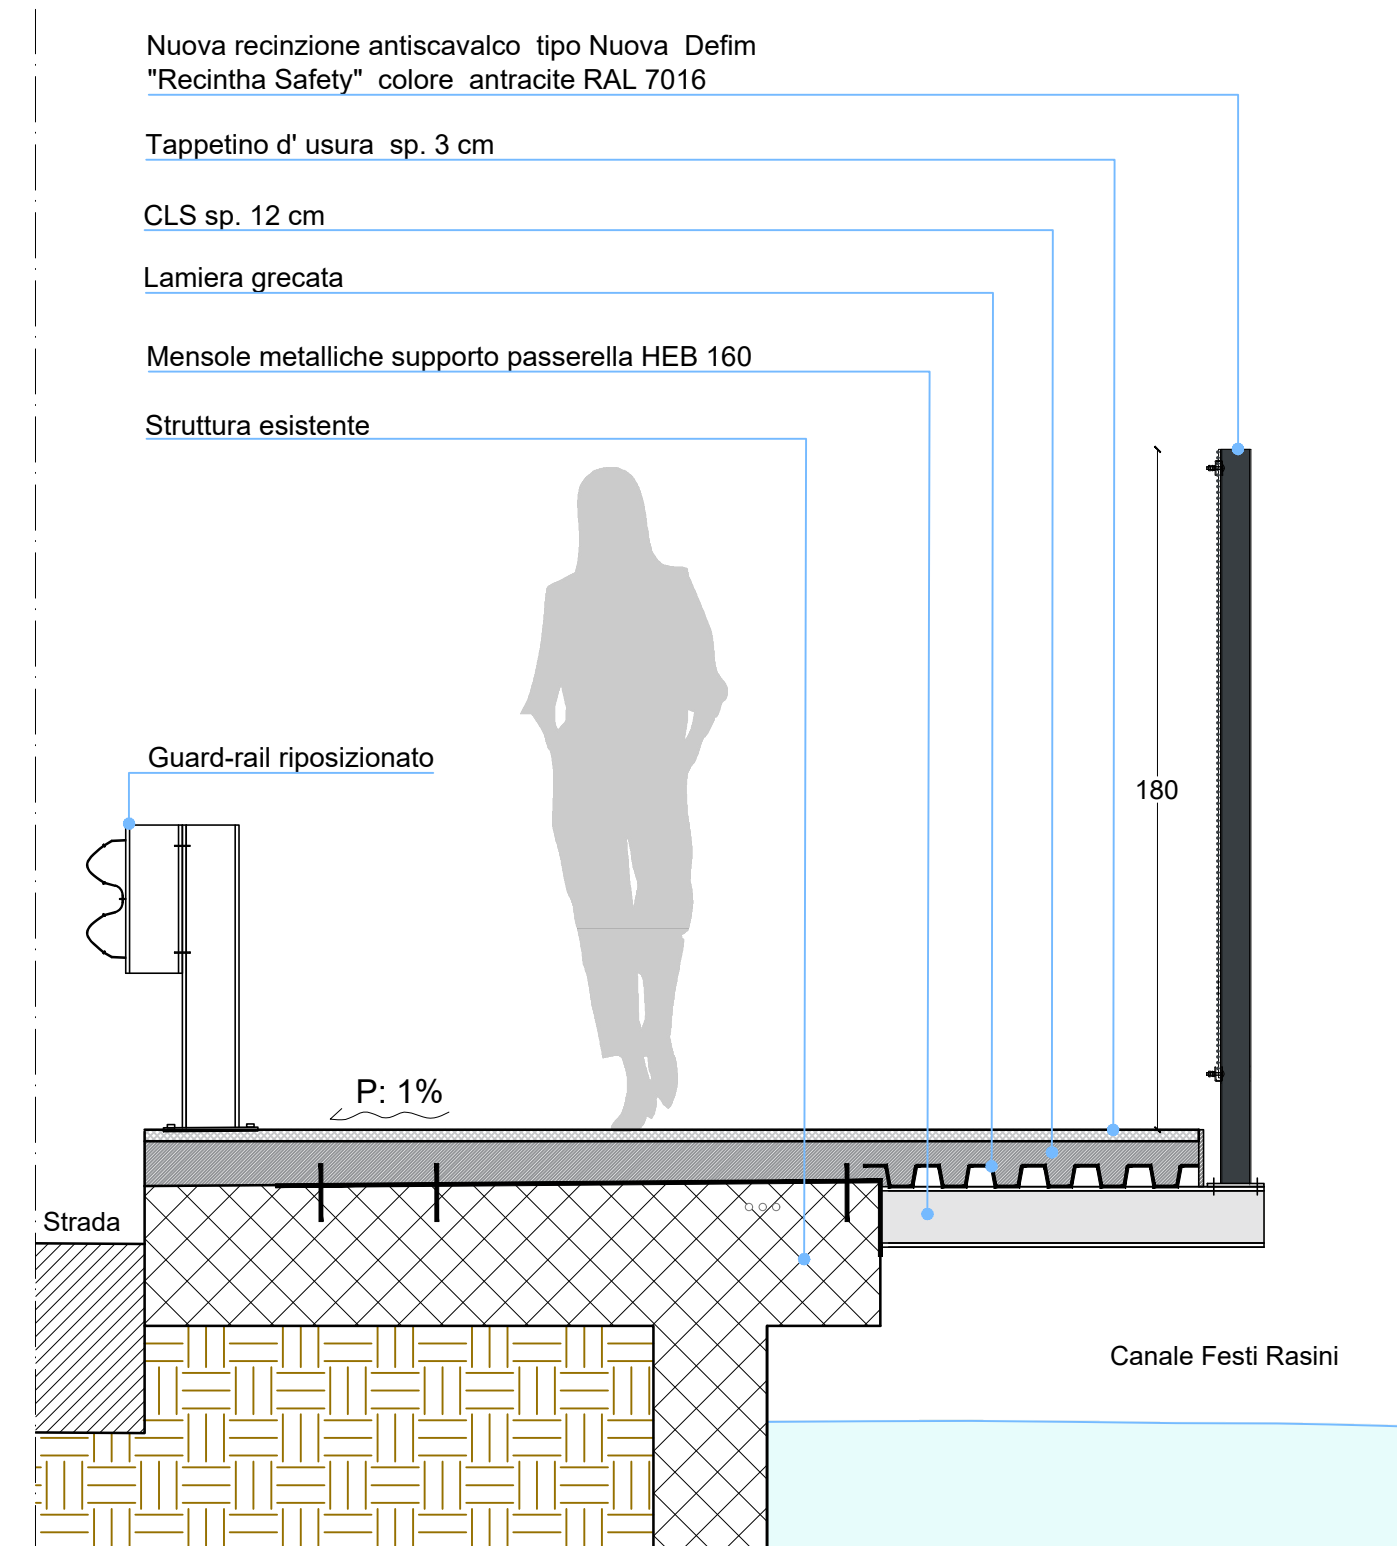 Nuova recinzione antiscavalco tipo Nuova Defim
"Recintha Safety" colore antracite RAL 7016
Tappetino d' usura sp. 3 cm
CLS sp. 12 cm
Lamiera grecata
Mensole metalliche supporto passerella HEB 160
Struttura esistente
Guard-rail riposizionato
180
P: 1%
Strada
Canale Festi Rasini